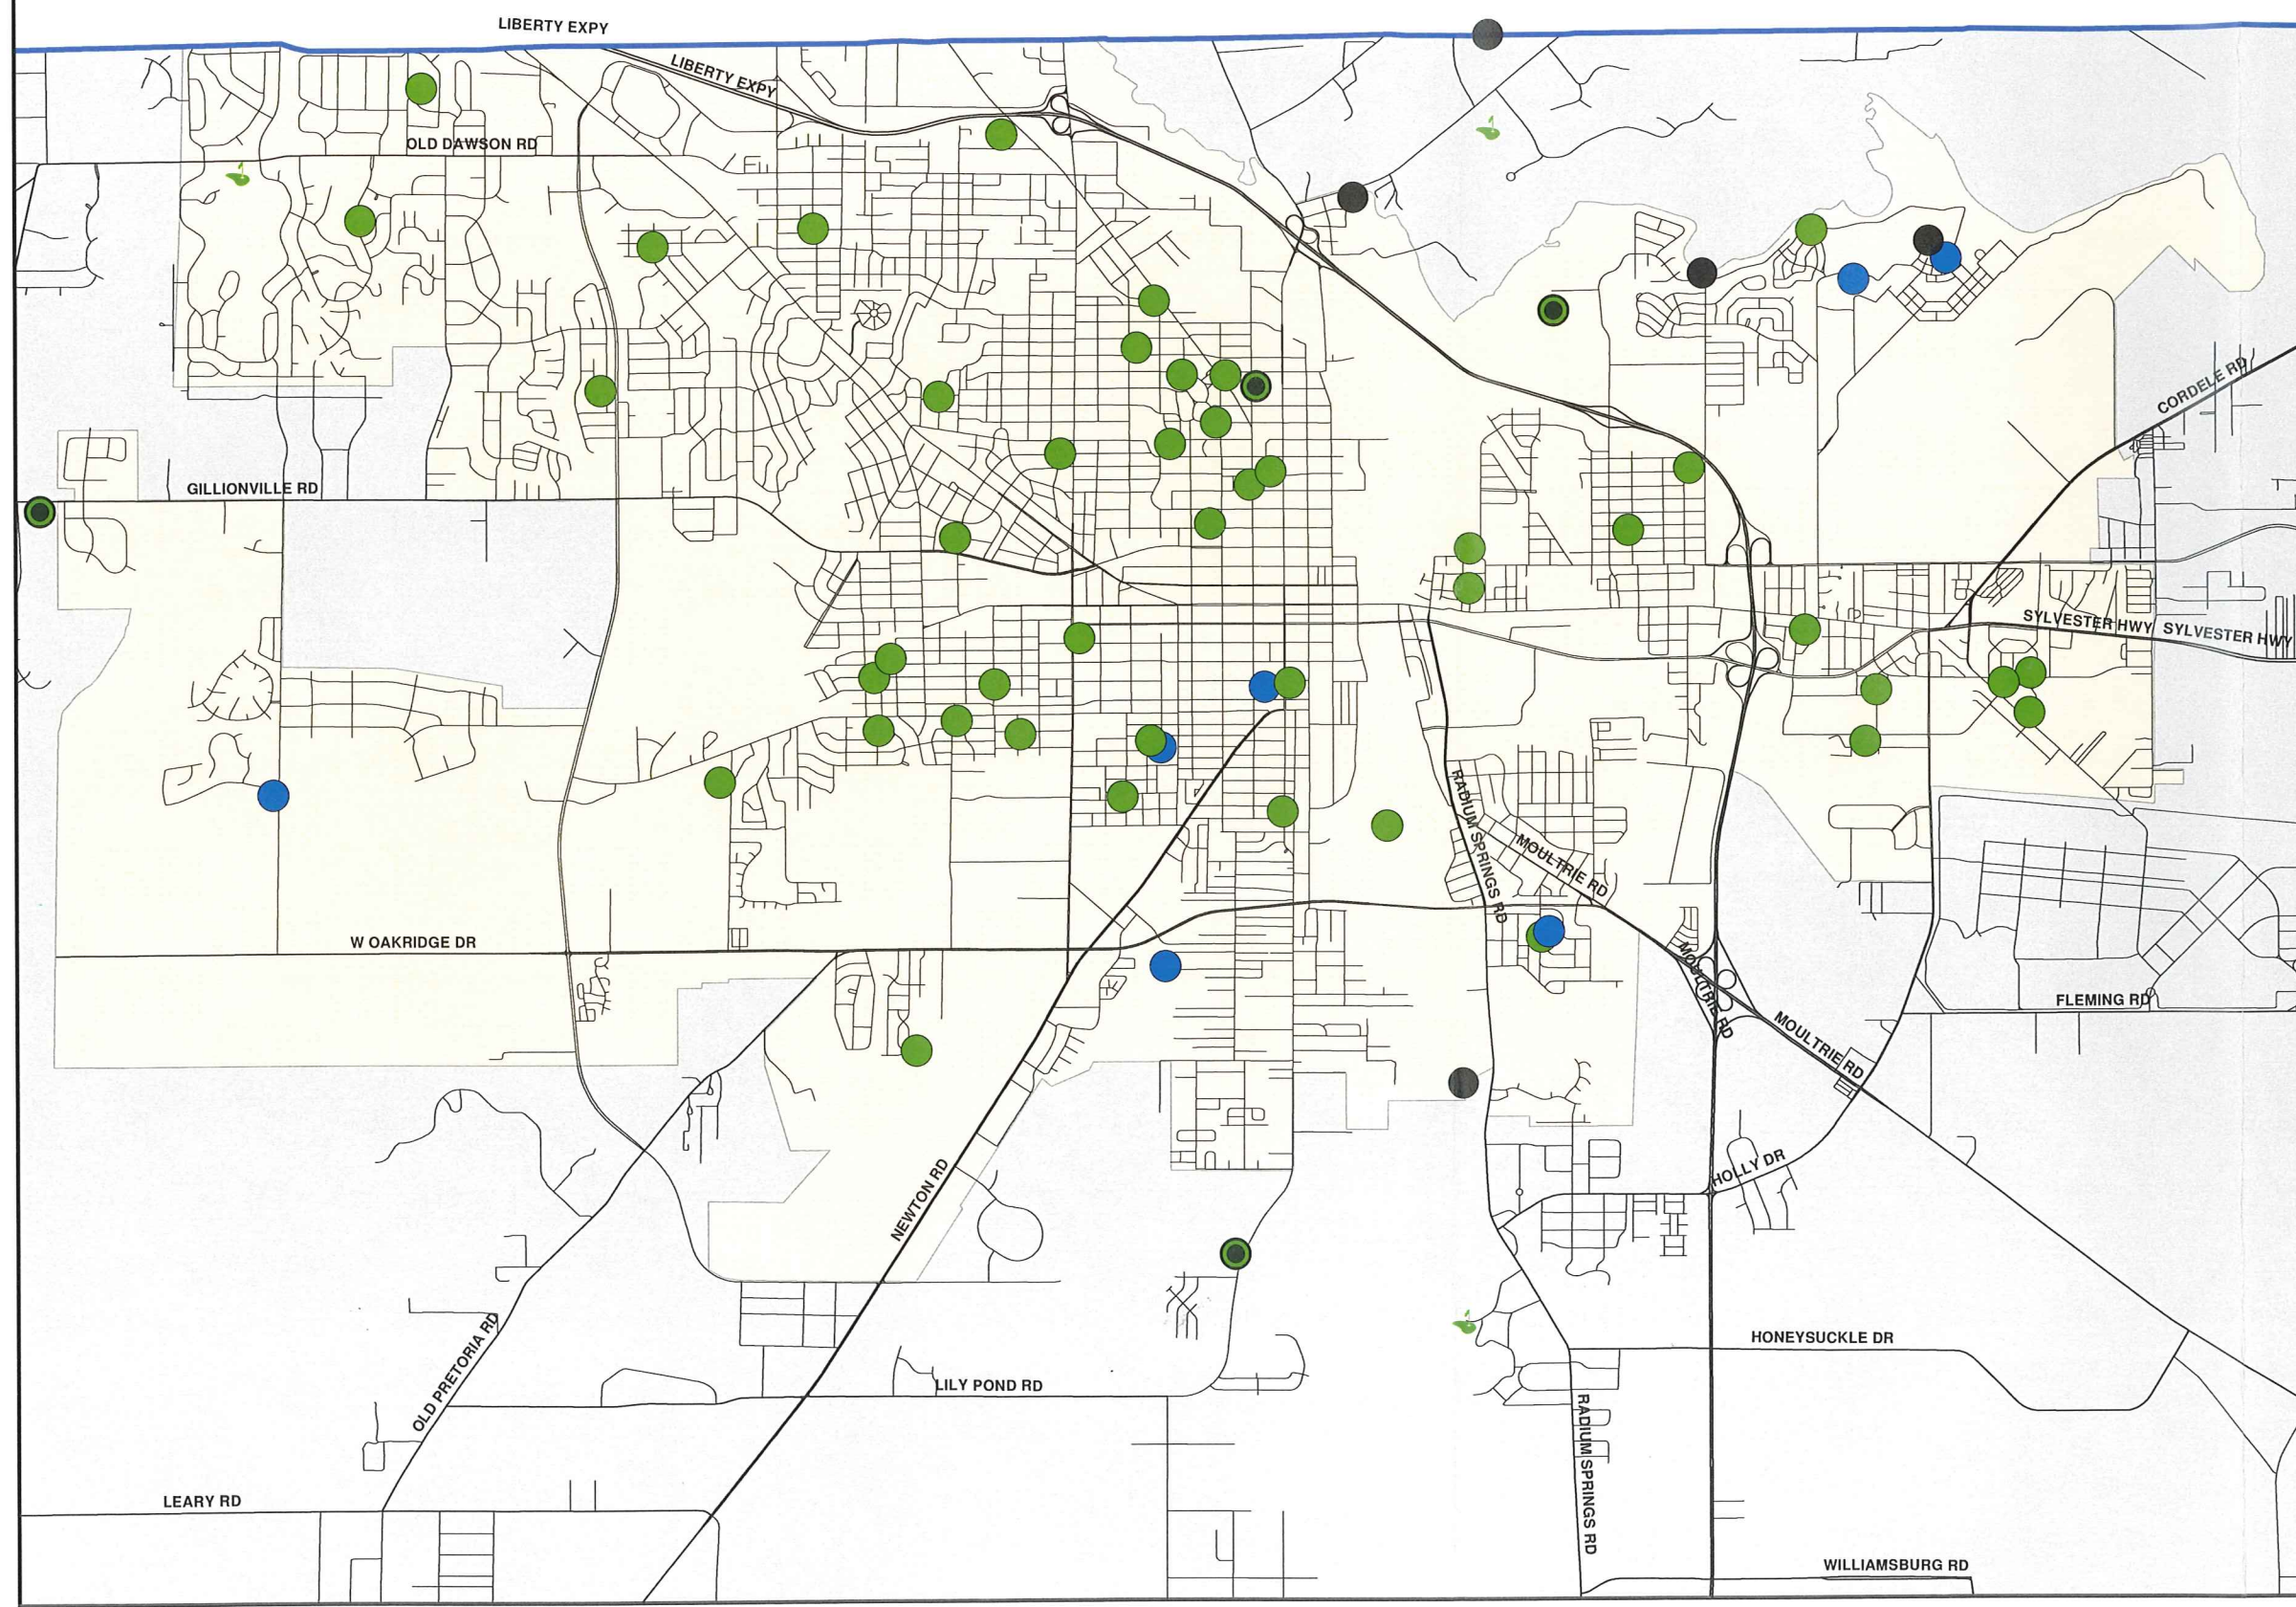 LIBERTY EXPY
LIBERTY EXPY
OLD DAWSON RD
CORDELE RD
GILLIONVILLE RD
SYLVESTER HWY
SYLVESTER HWY
RADIUM SPRINGS RD
MOULTRIE RD
W OAKRIDGE DR
MOULTRIE RD
FLEMING RD
MOULTRIE RD
HOLLY DR
NEWTON RD
OLD PRETORIA RD
HONEYSUCKLE DR
LILY POND RD
RADIUM SPRINGS RD
LEARY RD
WILLIAMSBURG RD